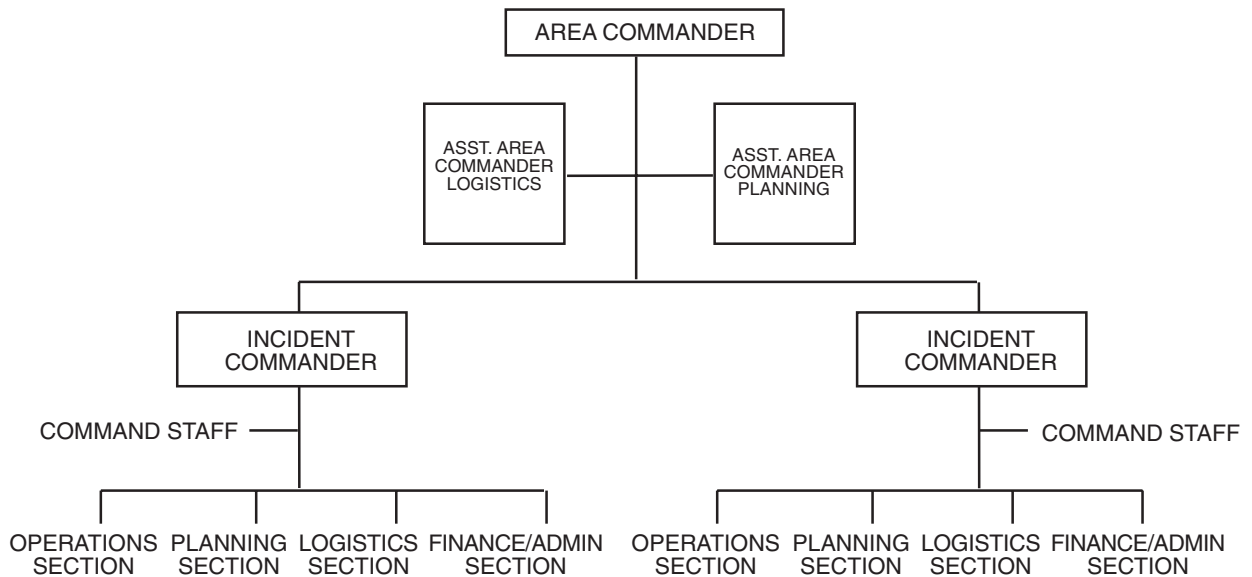 AREA COMMANDER
ASST. AREA
COMMANDER
LOGISTICS
ASST. AREA
COMMANDER
PLANNING
INCIDENT
COMMANDER
INCIDENT
COMMANDER
COMMAND STAFF
COMMAND STAFF
OPERATIONS
SECTION
PLANNING
SECTION
LOGISTICS
SECTION
FINANCE/ADMIN
SECTION
OPERATIONS
SECTION
PLANNING
SECTION
LOGISTICS
SECTION
FINANCE/ADMIN
SECTION